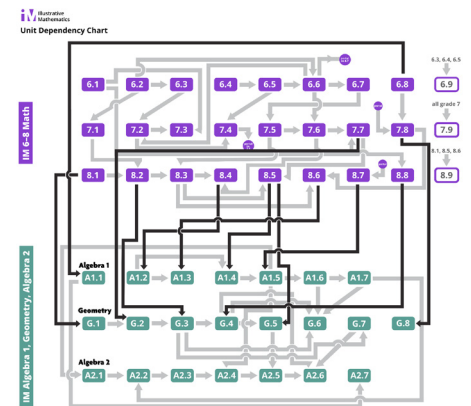 Illustrative
Mathematics
Unit Dependency Chart
6.3, 6.4, 6.5
6.1 6.2 6.3 6.4 6.5 6.6 6.7 6.8 6.9
all grade 7
IM 6–8 Math
7.1 7.2 7.3 7.4 7.5 7.6 7.7 7.8 7.9
8.1, 8.5, 8.6
8.1 8.2 8.3 8.4 8.5 8.6 8.7 8.8 8.9
Algebra 1
A1.1 A1.2 A1.3 A1.4 A1.5 A1.6 A1.7
IM Algebra 1, Geometry, Algebra 2
Geometry
G.1 G.2 G.3 G.4 G.5 G.6 G.7 G.8
Algebra 2
A2.1 A2.2 A2.3 A2.4 A2.5 A2.6 A2.7